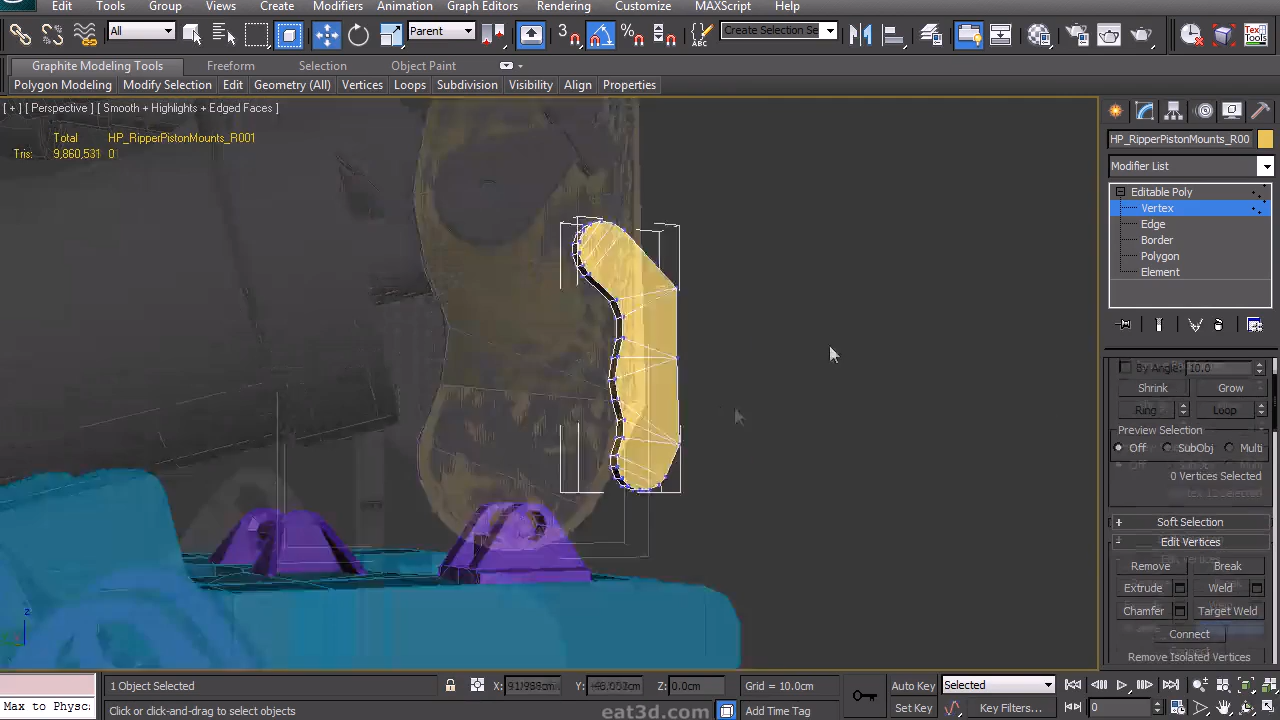 Edit Tools Group Views Create Modifiers Animation Graph Editors Rendering Customize MAXScript Help
All Parent 3 Create Selection Se
Graphite Modeling Tools Freeform Selection Object Paint
Polygon Modeling Modify Selection Edit Geometry (All) Vertices Loops Subdivision Visibility Align Properties
[ + ] [ Perspective ] [ Smooth + Highlights + Edged Faces ]
Total HP_RipperPistonMounts_R001
Tris: 9,860,531 0
HP_RipperPistonMounts_R00
Modifier List
Editable Poly
Vertex
Edge
Border
Polygon
Element
By Angle: 10.0
Shrink Grow
Ring Loop
Preview Selection
Off SubObj Multi
0 Vertices Selected
+ Soft Selection
- Edit Vertices
Remove Break
Extrude Weld
Chamfer Target Weld
Connect
Remove Isolated Vertices
z
1 Object Selected X: Y: Z: 0.0cm Grid = 10.0cm Auto Key Selected
Max to Physc Click or click-and-drag to select objects eat3d.com Add Time Tag Set Key Key Filters... 0